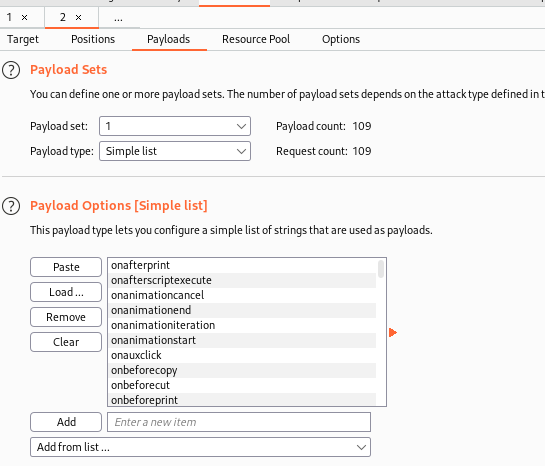 1 × 2 × ...
Target Positions Payloads Resource Pool Options
? Payload Sets
You can define one or more payload sets. The number of payload sets depends on the attack type defined in t
Payload set: 1 Payload count: 109
Payload type: Simple list Request count: 109
? Payload Options [Simple list]
This payload type lets you configure a simple list of strings that are used as payloads.
Paste
Load ...
Remove
Clear
onafterprint
onafterscriptexecute
onanimationcancel
onanimationend
onanimationiteration
onanimationstart
onauxclick
onbeforecopy
onbeforecut
onbeforeprint
Add Enter a new item
Add from list ...